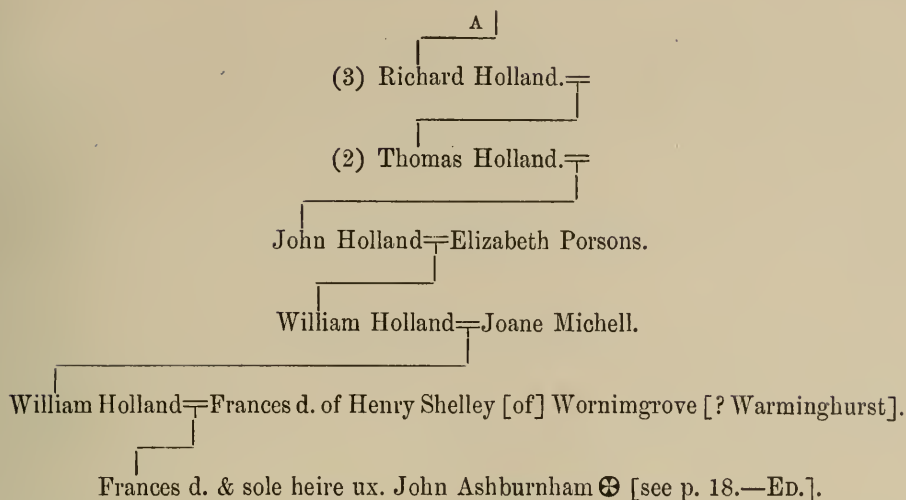 A
(3) Richard Holland.=
(2) Thomas Holland.=
John Holland=Elizabeth Porsons.
William Holland=Joane Michell.
William Holland=Frances d. of Henry Shelley [of] Wornimgrove [? Warminghurst].
Frances d. & sole heire ux. John Ashburnham ✠ [see p. 18.—ED.].